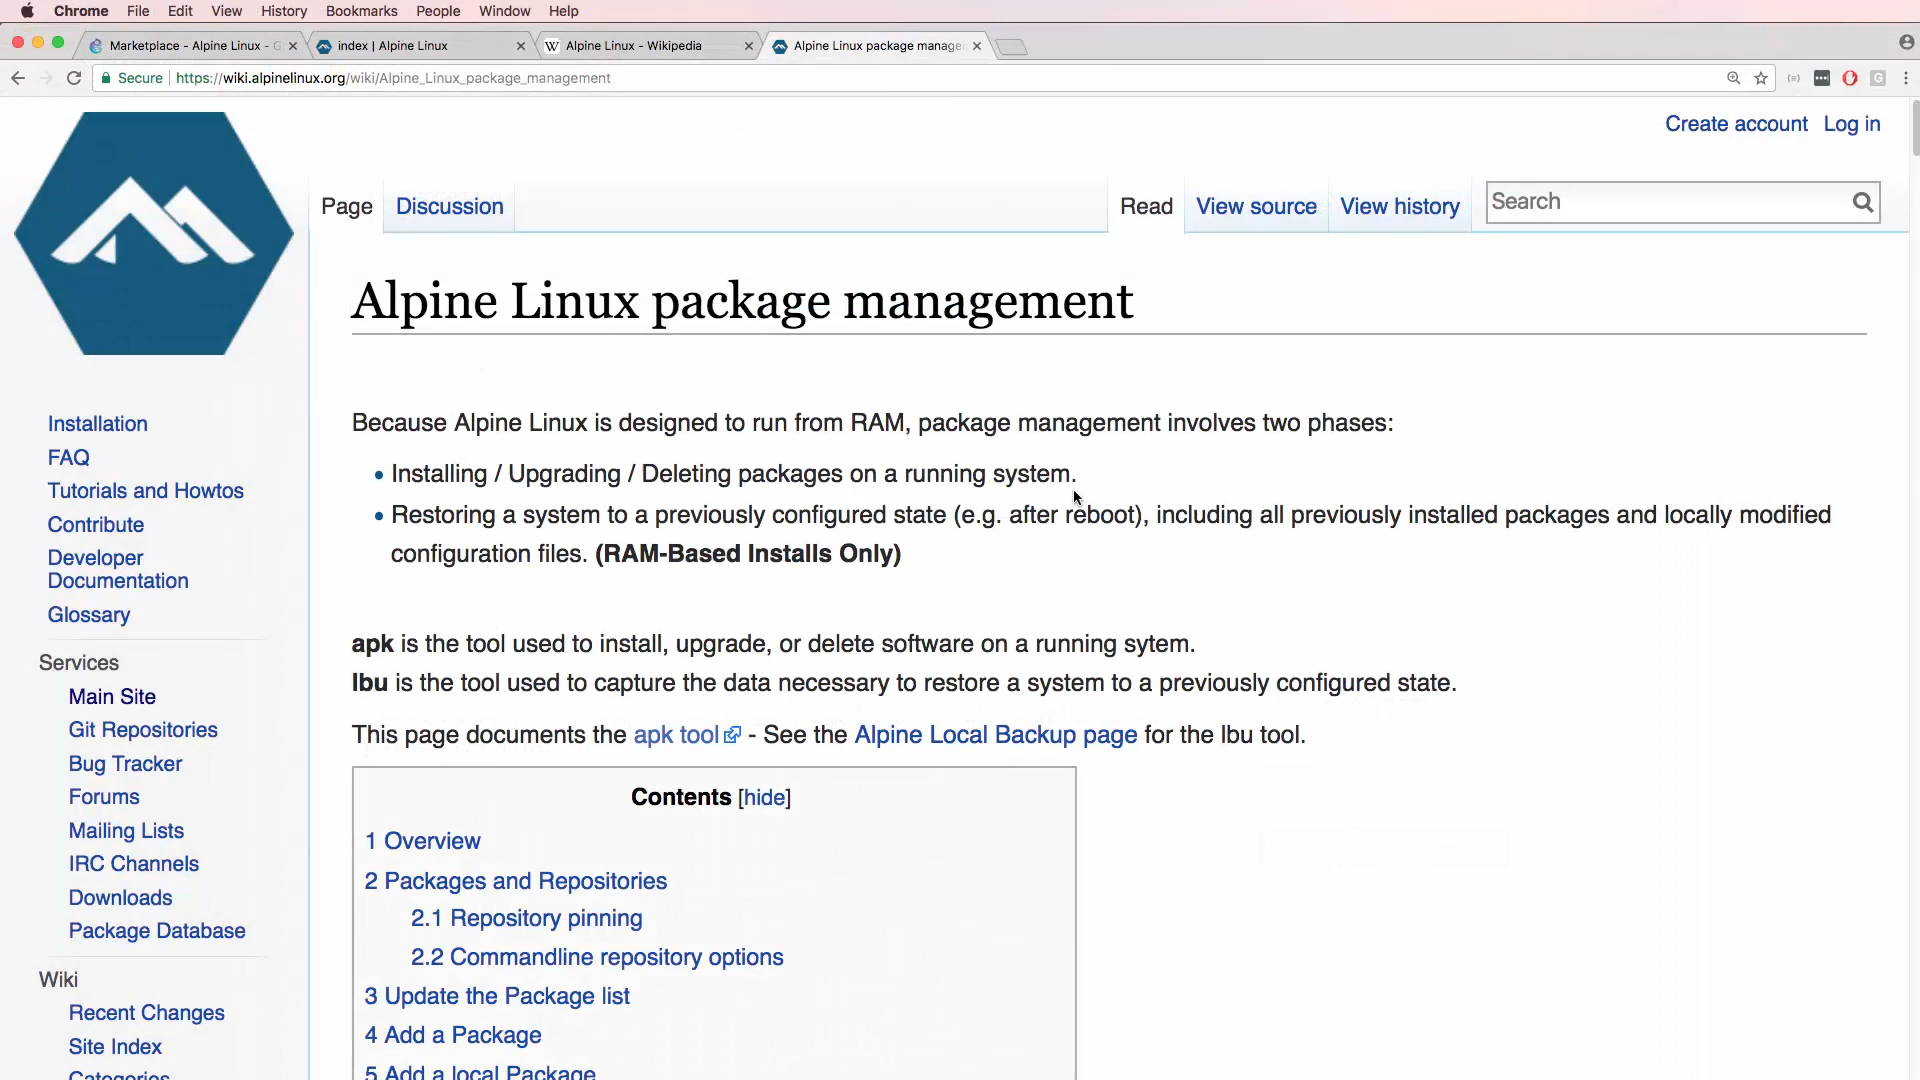 Chrome File Edit View History Bookmarks People Window Help
Marketplace - Alpine Linux - G
index | Alpine Linux
Alpine Linux - Wikipedia
Alpine Linux package manage
Secure https://wiki.alpinelinux.org/wiki/Alpine_Linux_package_management
Create account Log in
Page Discussion Read View source View history Search
Alpine Linux package management
Because Alpine Linux is designed to run from RAM, package management involves two phases:
• Installing / Upgrading / Deleting packages on a running system.
• Restoring a system to a previously configured state (e.g. after reboot), including all previously installed packages and locally modified
configuration files. (RAM-Based Installs Only)
apk is the tool used to install, upgrade, or delete software on a running sytem.
lbu is the tool used to capture the data necessary to restore a system to a previously configured state.
This page documents the apk tool - See the Alpine Local Backup page for the lbu tool.
Contents [hide]
1 Overview
2 Packages and Repositories
2.1 Repository pinning
2.2 Commandline repository options
3 Update the Package list
4 Add a Package
5 Add a local Package
Installation
FAQ
Tutorials and Howtos
Contribute
Developer
Documentation
Glossary
Services
Main Site
Git Repositories
Bug Tracker
Forums
Mailing Lists
IRC Channels
Downloads
Package Database
Wiki
Recent Changes
Site Index
Categories